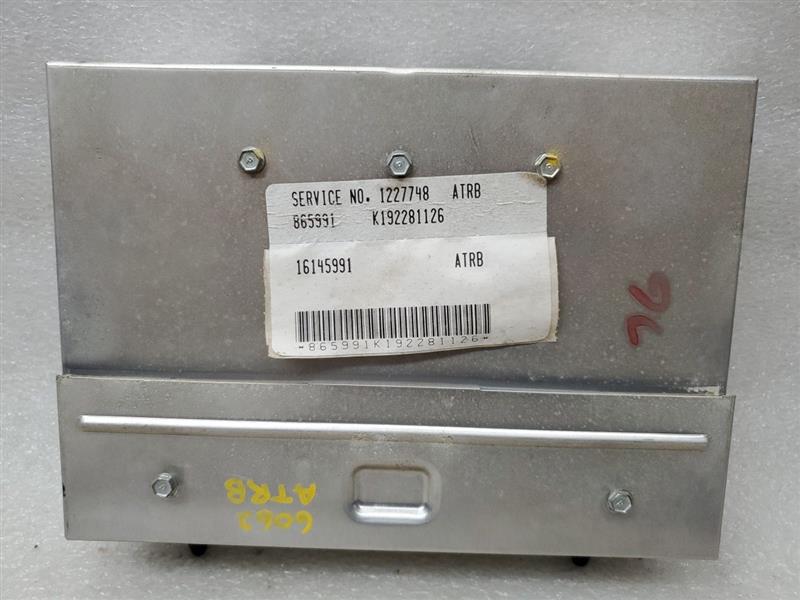 SERVICE NO. 1227748 ATRB
865991 K192281126
16145991 ATRB
-865991K192281126-
ATRB